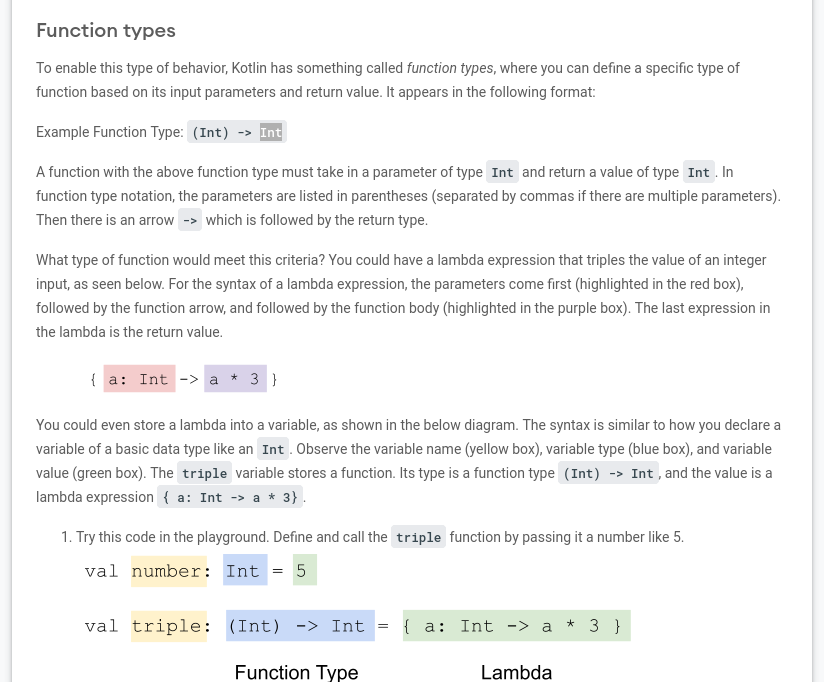 Function types
To enable this type of behavior, Kotlin has something called function types, where you can define a specific type of
function based on its input parameters and return value. It appears in the following format:
Example Function Type: (Int) -> Int
A function with the above function type must take in a parameter of type Int and return a value of type Int . In
function type notation, the parameters are listed in parentheses (separated by commas if there are multiple parameters).
Then there is an arrow -> which is followed by the return type.
What type of function would meet this criteria? You could have a lambda expression that triples the value of an integer
input, as seen below. For the syntax of a lambda expression, the parameters come first (highlighted in the red box),
followed by the function arrow, and followed by the function body (highlighted in the purple box). The last expression in
the lambda is the return value.
{ a: Int -> a * 3 }
You could even store a lambda into a variable, as shown in the below diagram. The syntax is similar to how you declare a
variable of a basic data type like an Int . Observe the variable name (yellow box), variable type (blue box), and variable
value (green box). The triple variable stores a function. Its type is a function type (Int) -> Int , and the value is a
lambda expression { a: Int -> a * 3} .
1. Try this code in the playground. Define and call the triple function by passing it a number like 5.
val number: Int = 5
val triple: (Int) -> Int = { a: Int -> a * 3 }
Function Type Lambda